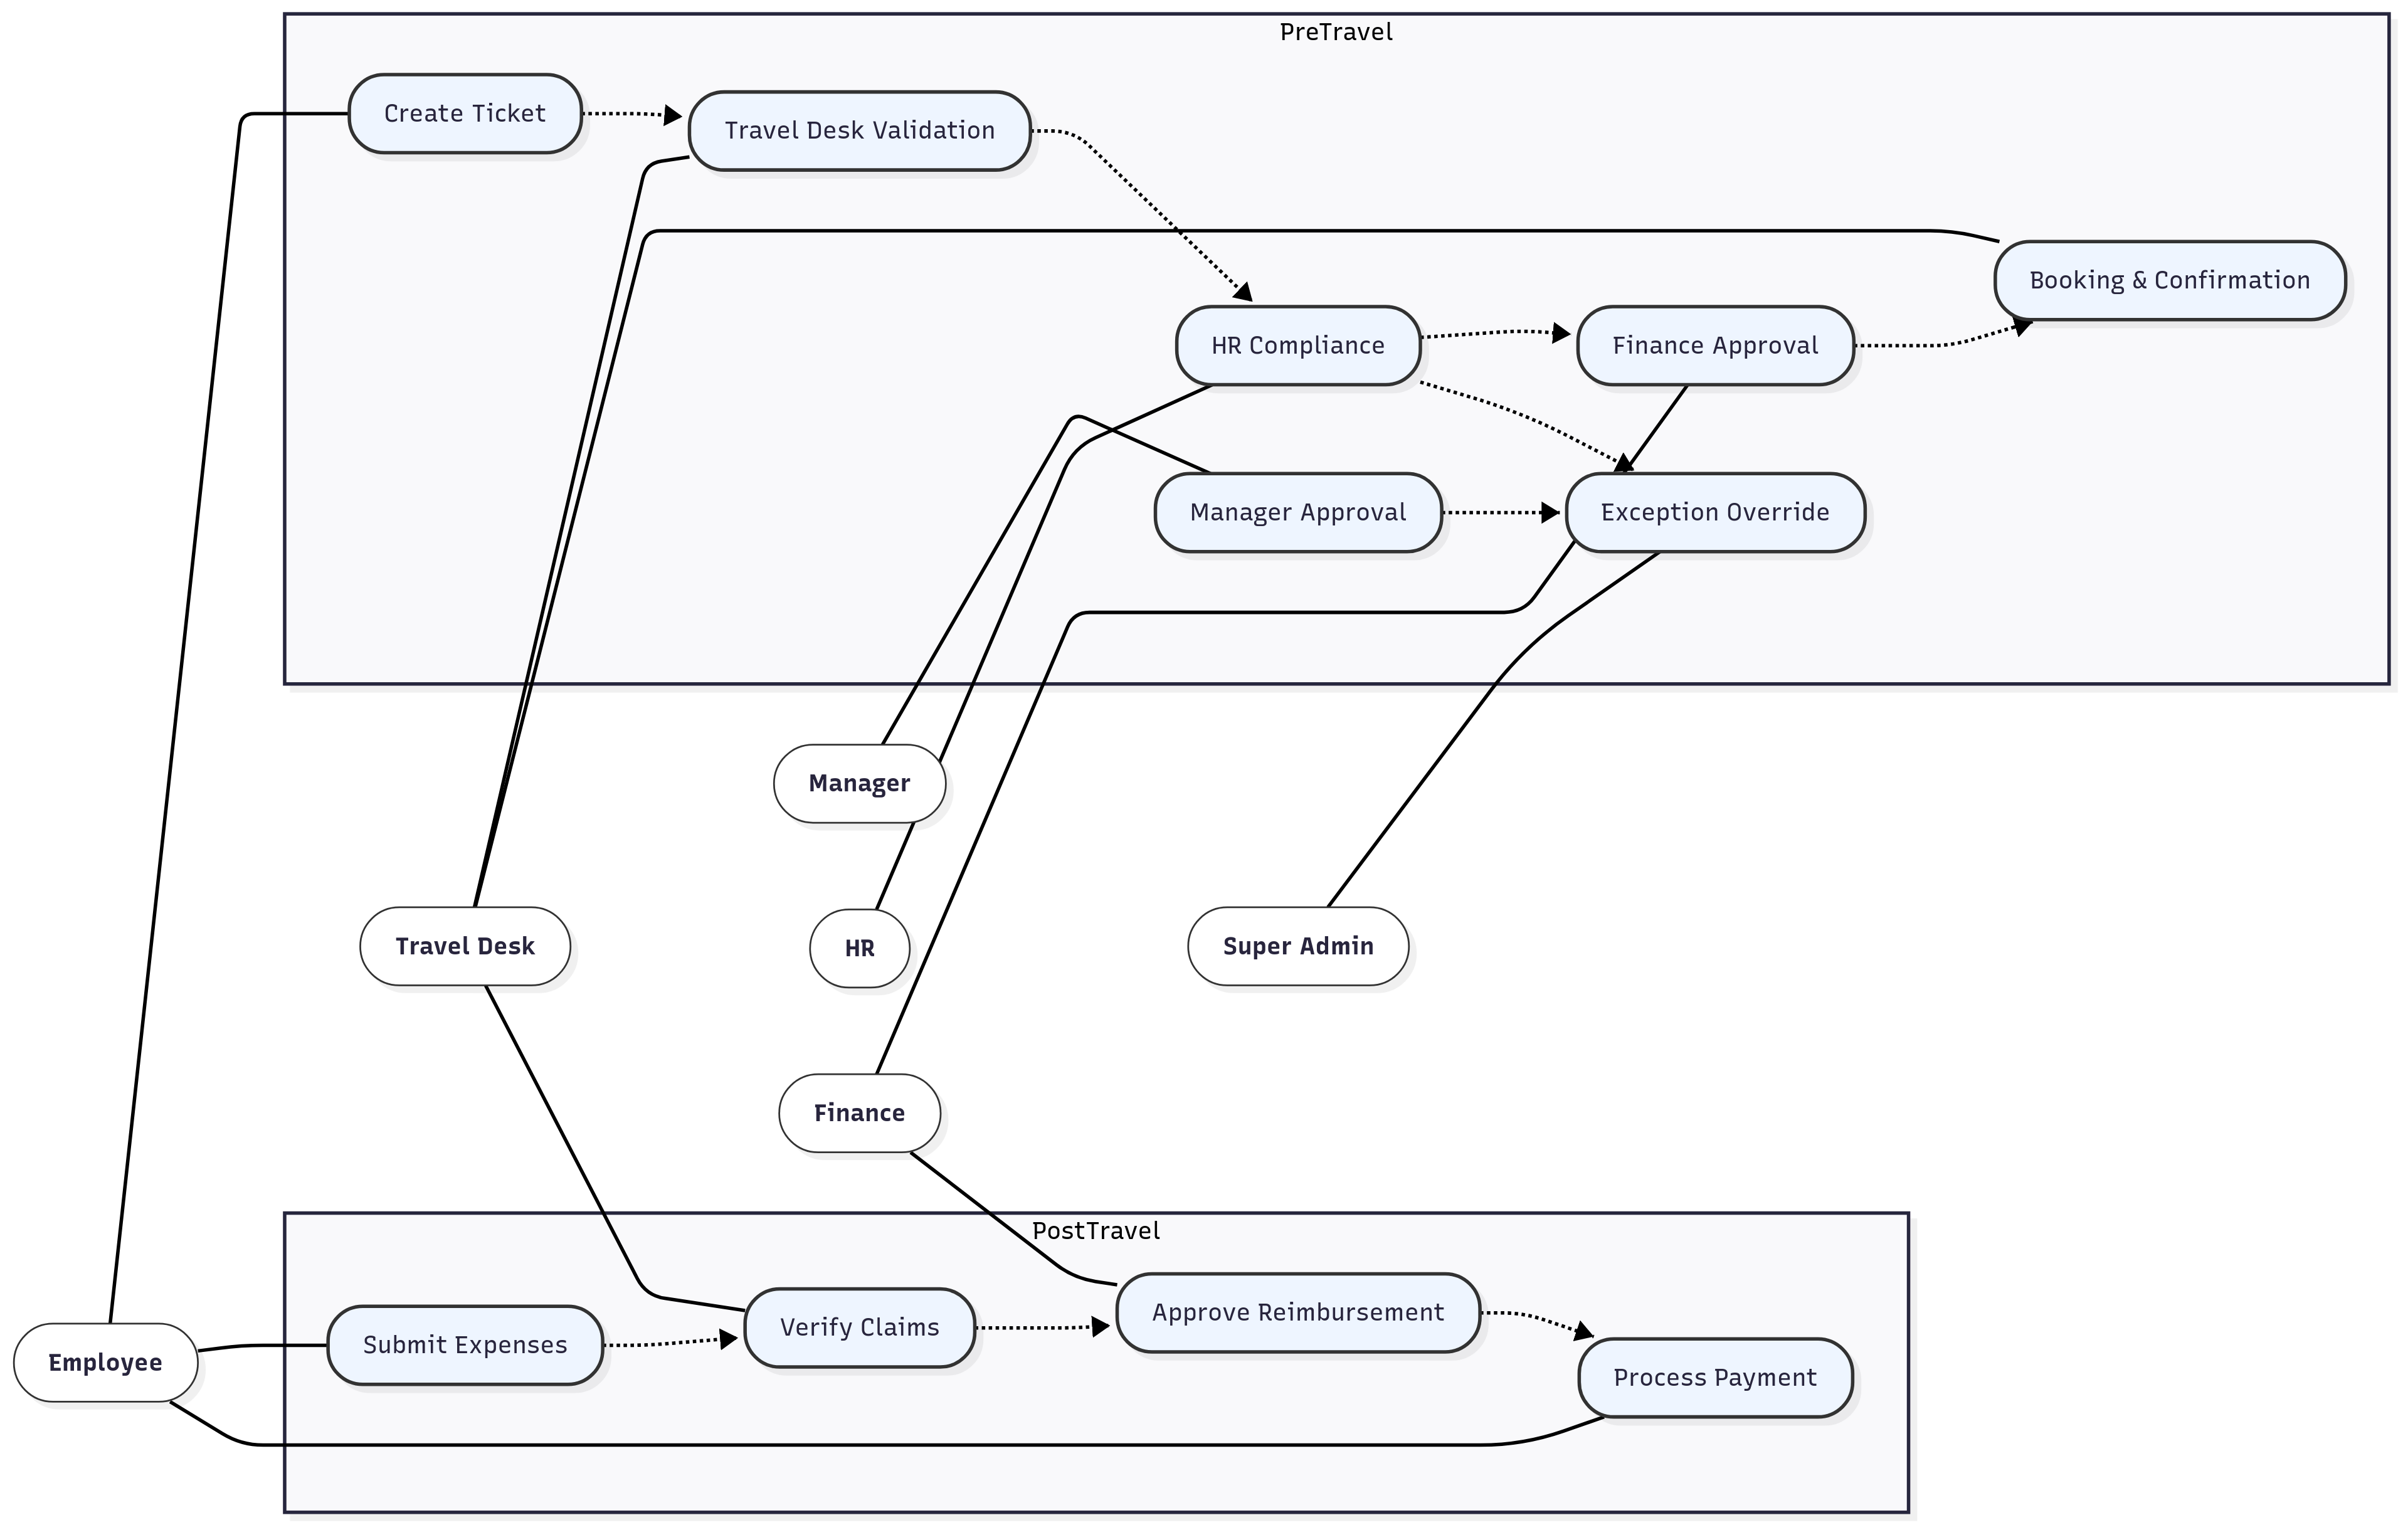 PreTravel
Create Ticket
Travel Desk Validation
Booking & Confirmation
HR Compliance
Finance Approval
Manager Approval
Exception Override
Manager
Travel Desk
HR
Super Admin
Finance
PostTravel
Approve Reimbursement
Verify Claims
Submit Expenses
Employee
Process Payment